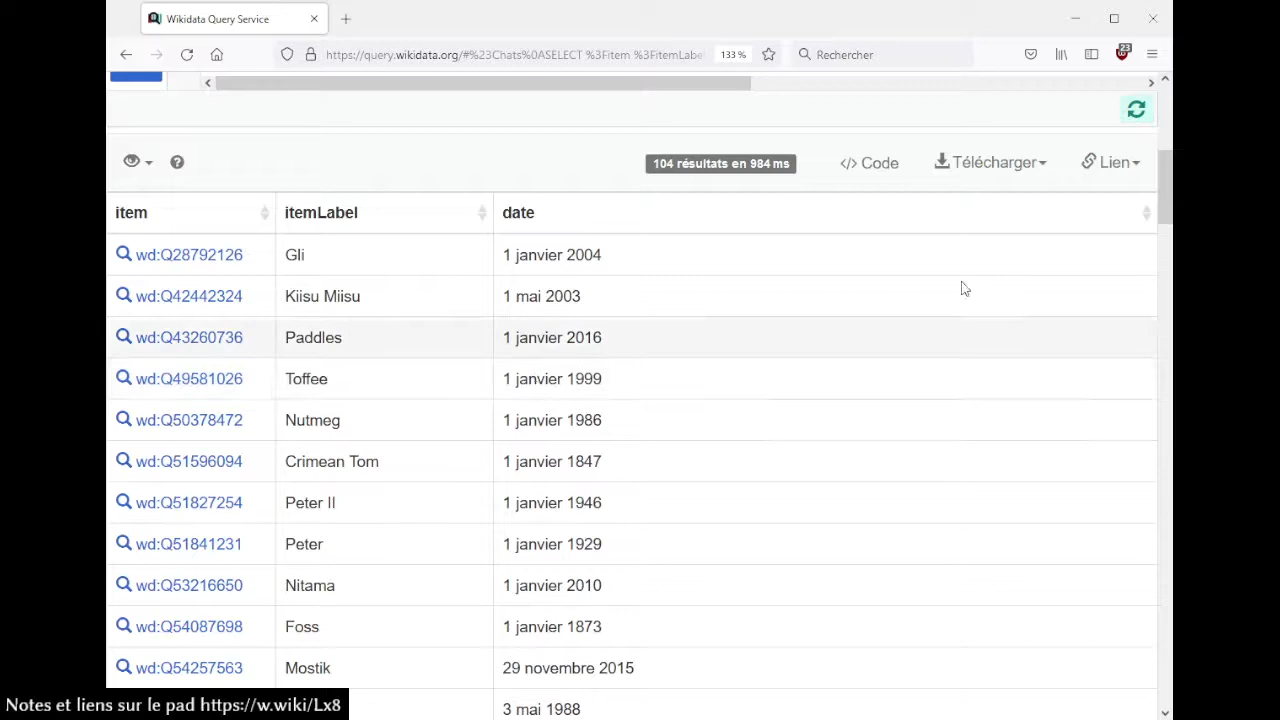 Wikidata Query Service
https://query.wikidata.org/#%23Chats%0ASELECT %3Fitem %3FitemLabe
133 %
Rechercher
23
104 résultats en 984 ms
</> Code
Télécharger
Lien
item itemLabel date
wd:Q28792126 Gli 1 janvier 2004
wd:Q42442324 Kiisu Miisu 1 mai 2003
wd:Q43260736 Paddles 1 janvier 2016
wd:Q49581026 Toffee 1 janvier 1999
wd:Q50378472 Nutmeg 1 janvier 1986
wd:Q51596094 Crimean Tom 1 janvier 1847
wd:Q51827254 Peter II 1 janvier 1946
wd:Q51841231 Peter 1 janvier 1929
wd:Q53216650 Nitama 1 janvier 2010
wd:Q54087698 Foss 1 janvier 1873
wd:Q54257563 Mostik 29 novembre 2015
3 mai 1988
Notes et liens sur le pad https://w.wiki/Lx8